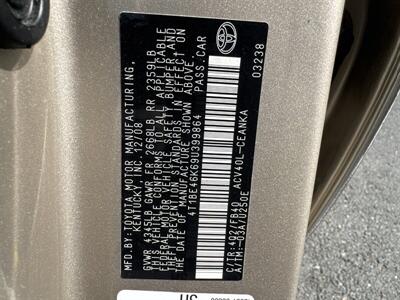 MFD. BY:
TOYOTA MOTOR MANUFACTURING,
KENTUCKY, INC. 12/08
GVWR 4345LB GAWR FR 2668LB RR 2359LB
THIS VEHICLE CONFORMS TO ALL APPLICABLE
FEDERAL MOTOR VEHICLE SAFETY, BUMPER, AND
THEFT PREVENTION STANDARDS IN EFFECT ON
THE DATE OF MANUFACTURE SHOWN ABOVE.
4T1BE46K69U399864 PASS.CAR
C/TR:4Q2/FB40 ACV40L-CEANKA
A/TM:-03A/U250E
03238